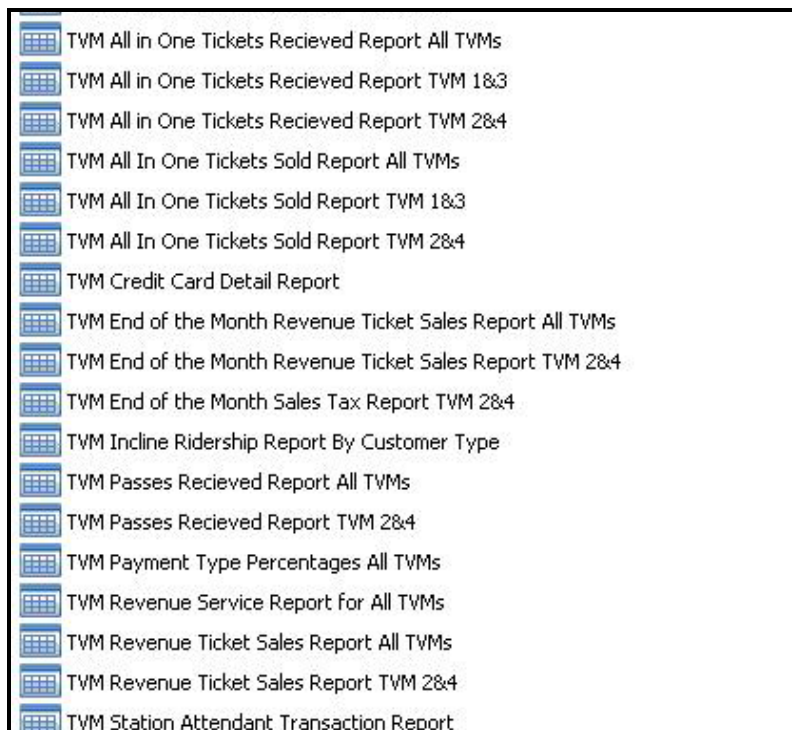 TVM All in One Tickets Recieved Report All TVMs
TVM All in One Tickets Recieved Report TVM 1&3
TVM All in One Tickets Recieved Report TVM 2&4
TVM All In One Tickets Sold Report All TVMs
TVM All In One Tickets Sold Report TVM 1&3
TVM All In One Tickets Sold Report TVM 2&4
TVM Credit Card Detail Report
TVM End of the Month Revenue Ticket Sales Report All TVMs
TVM End of the Month Revenue Ticket Sales Report TVM 2&4
TVM End of the Month Sales Tax Report TVM 2&4
TVM Incline Ridership Report By Customer Type
TVM Passes Recieved Report All TVMs
TVM Passes Recieved Report TVM 2&4
TVM Payment Type Percentages All TVMs
TVM Revenue Service Report for All TVMs
TVM Revenue Ticket Sales Report All TVMs
TVM Revenue Ticket Sales Report TVM 2&4
TVM Station Attendant Transaction Report